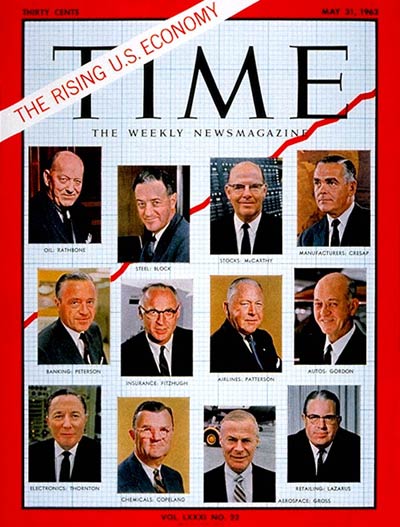 THIRTY CENTS
MAY 31, 1963
THE RISING U.S. ECONOMY
TIME
THE WEEKLY NEWSMAGAZINE
OIL: RATHBONE
STEEL: BLOCK
STOCKS: McCARTHY
MANUFACTURERS: CRESAP
BANKING: PETERSON
INSURANCE: FITZHUGH
AIRLINES: PATTERSON
AUTOS: GORDON
ELECTRONICS: THORNTON
CHEMICALS: COPELAND
AEROSPACE: GROSS
RETAILING: LAZARUS
VOL. LXXXI NO. 22